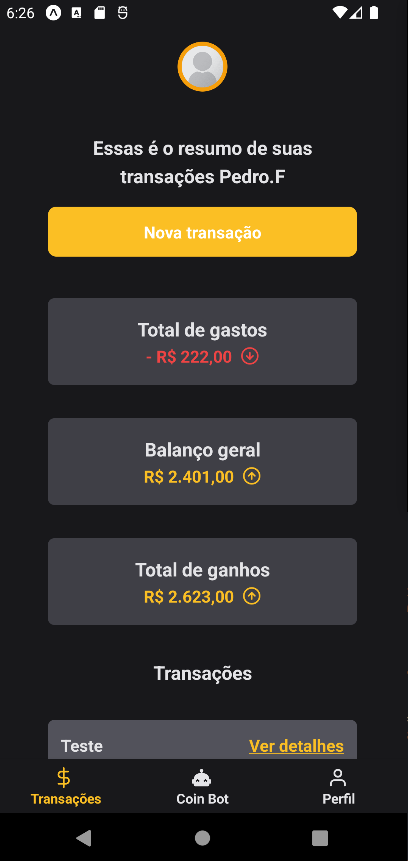 6:26
Essas é o resumo de suas
transações Pedro.F
Nova transação
Total de gastos
- R$ 222,00
Balanço geral
R$ 2.401,00
Total de ganhos
R$ 2.623,00
Transações
Teste Ver detalhes
Transações Coin Bot Perfil